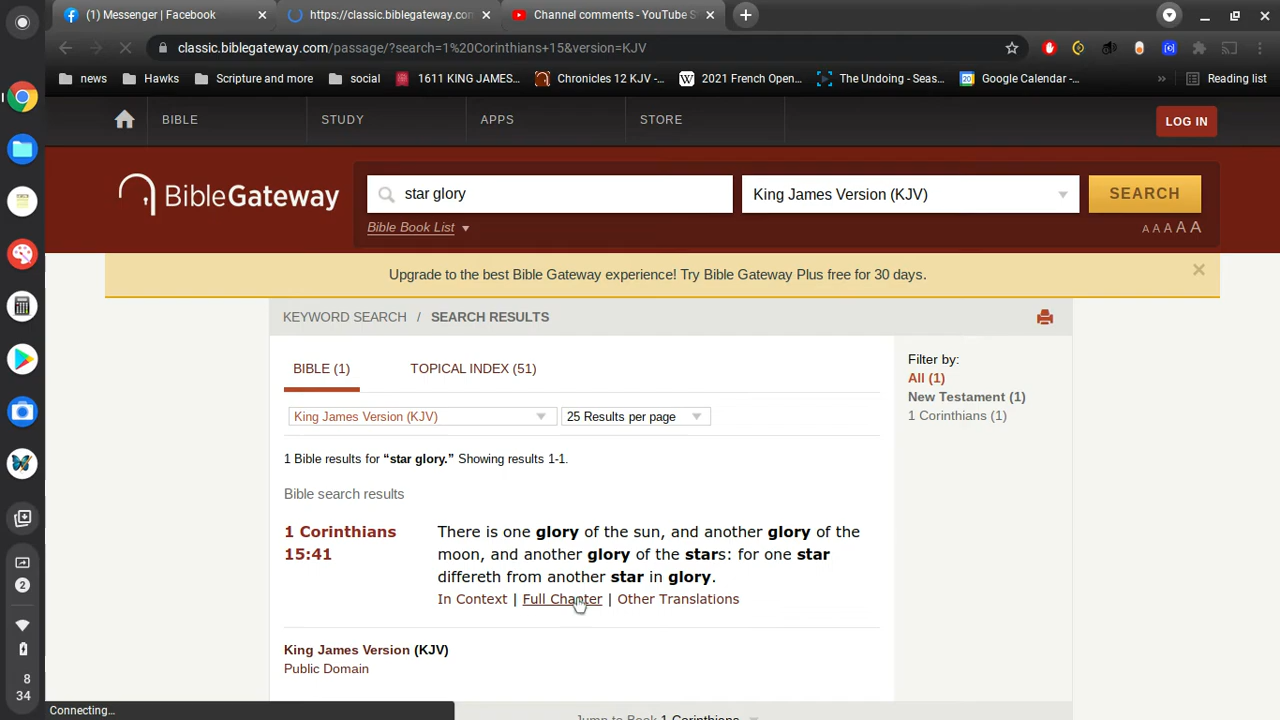 (1) Messenger | Facebook
https://classic.biblegateway.com
Channel comments - YouTube S
classic.biblegateway.com/passage/?search=1%20Corinthians+15&version=KJV
news
Hawks
Scripture and more
social
1611 KING JAMES...
Chronicles 12 KJV -...
2021 French Open...
The Undoing - Seas...
20
Google Calendar -...
»
Reading list
BIBLE
STUDY
APPS
STORE
LOG IN
BibleGateway
star glory
King James Version (KJV)
SEARCH
Bible Book List
A A A A A
Upgrade to the best Bible Gateway experience! Try Bible Gateway Plus free for 30 days.
KEYWORD SEARCH / SEARCH RESULTS
BIBLE (1)
TOPICAL INDEX (51)
Filter by:
All (1)
New Testament (1)
1 Corinthians (1)
King James Version (KJV)
25 Results per page
1 Bible results for “star glory.” Showing results 1-1.
Bible search results
1 Corinthians
15:41
There is one glory of the sun, and another glory of the
moon, and another glory of the stars: for one star
differeth from another star in glory.
In Context | Full Chapter | Other Translations
King James Version (KJV)
Public Domain
Jump to Book 1 Corinthians
2
8
34
Connecting...